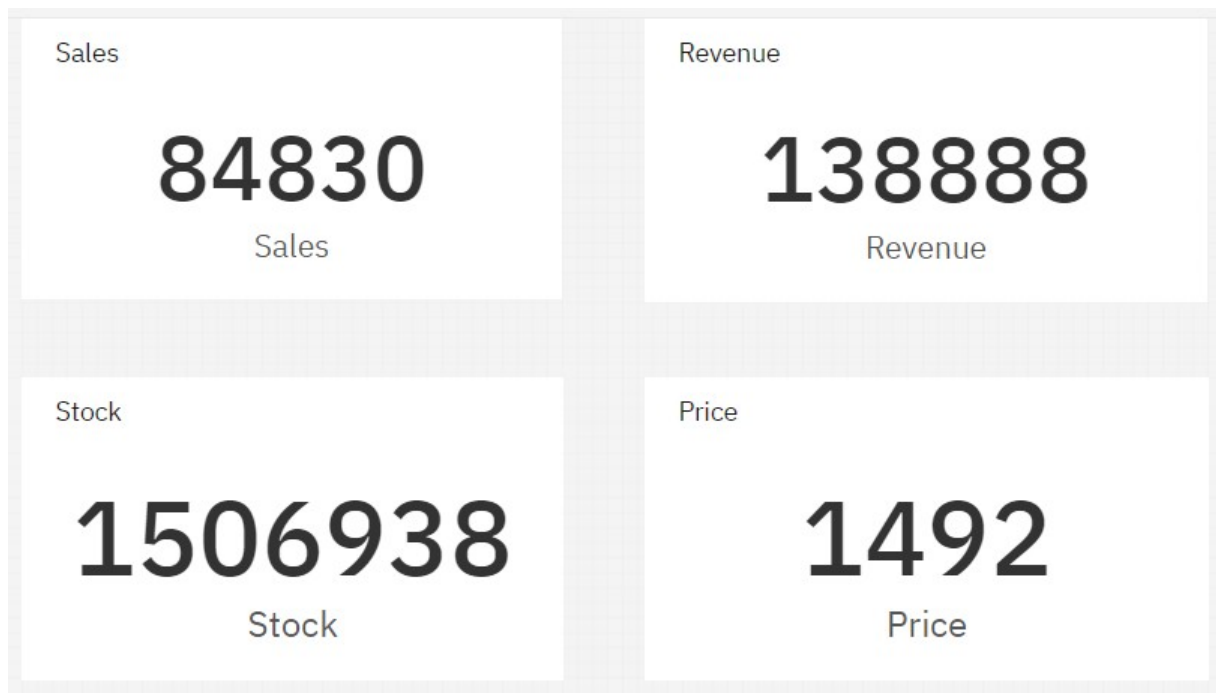 Sales
84830
Sales
Revenue
138888
Revenue
Stock
1506938
Stock
Price
1492
Price